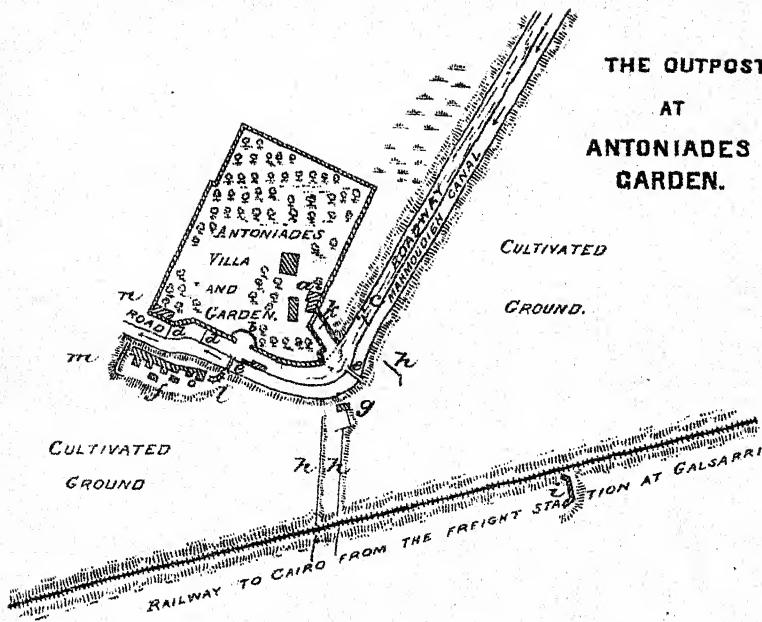 THE OUTPOST
AT
ANTONIADES
GARDEN.
ROADWAY
MAHMOUDIEH CANAL
CULTIVATED
GROUND.
ANTONIADES
VILLA
AND
GARDEN.
a
k
n
ROAD
a
d
b
e
c
e
h
m
f
l
g
CULTIVATED
GROUND
h h
i
RAILWAY TO CAIRO FROM THE FREIGHT STATION AT GALSARRI